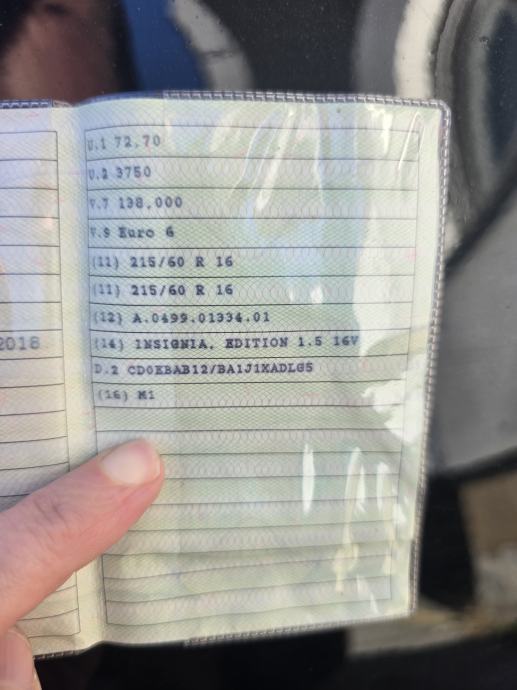 U.1 72,70
U.2 3750
V.7 138,000
V.9 Euro 6
(11) 215/60 R 16
(11) 215/60 R 16
(12) A.0499.01334.01
2018
(14) INSIGNIA, EDITION 1.5 16V
D.2 CD0EBAB12/BA1J1XADLG5
(16) M1